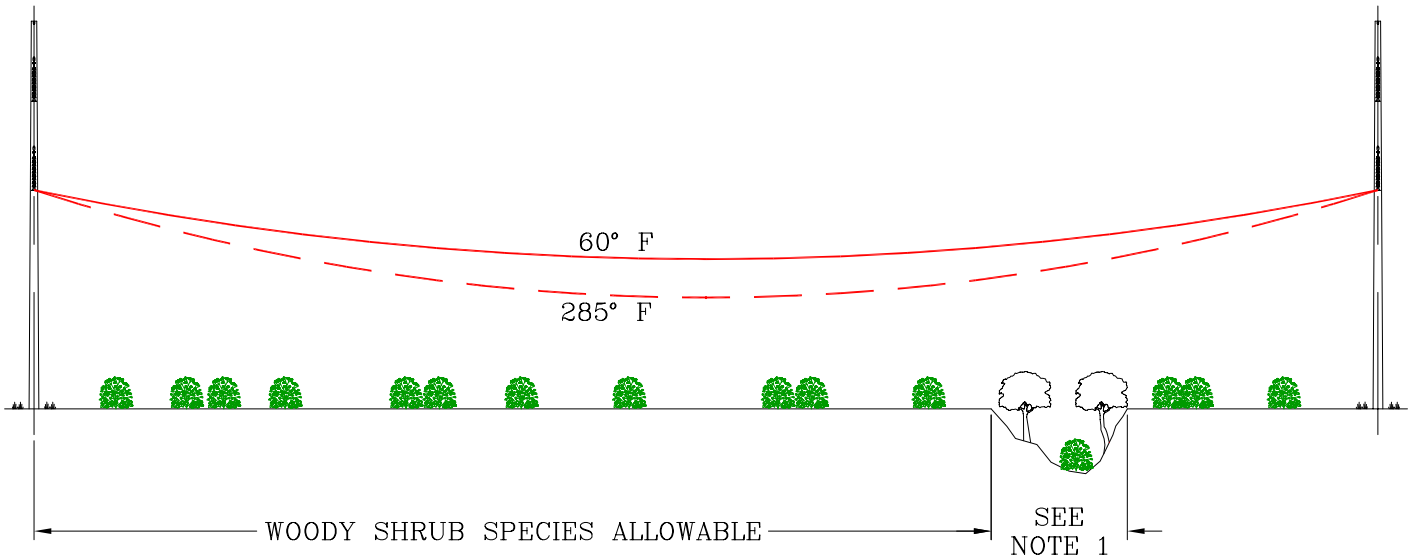 60° F
285° F
WOODY SHRUB SPECIES ALLOWABLE
SEE
NOTE 1